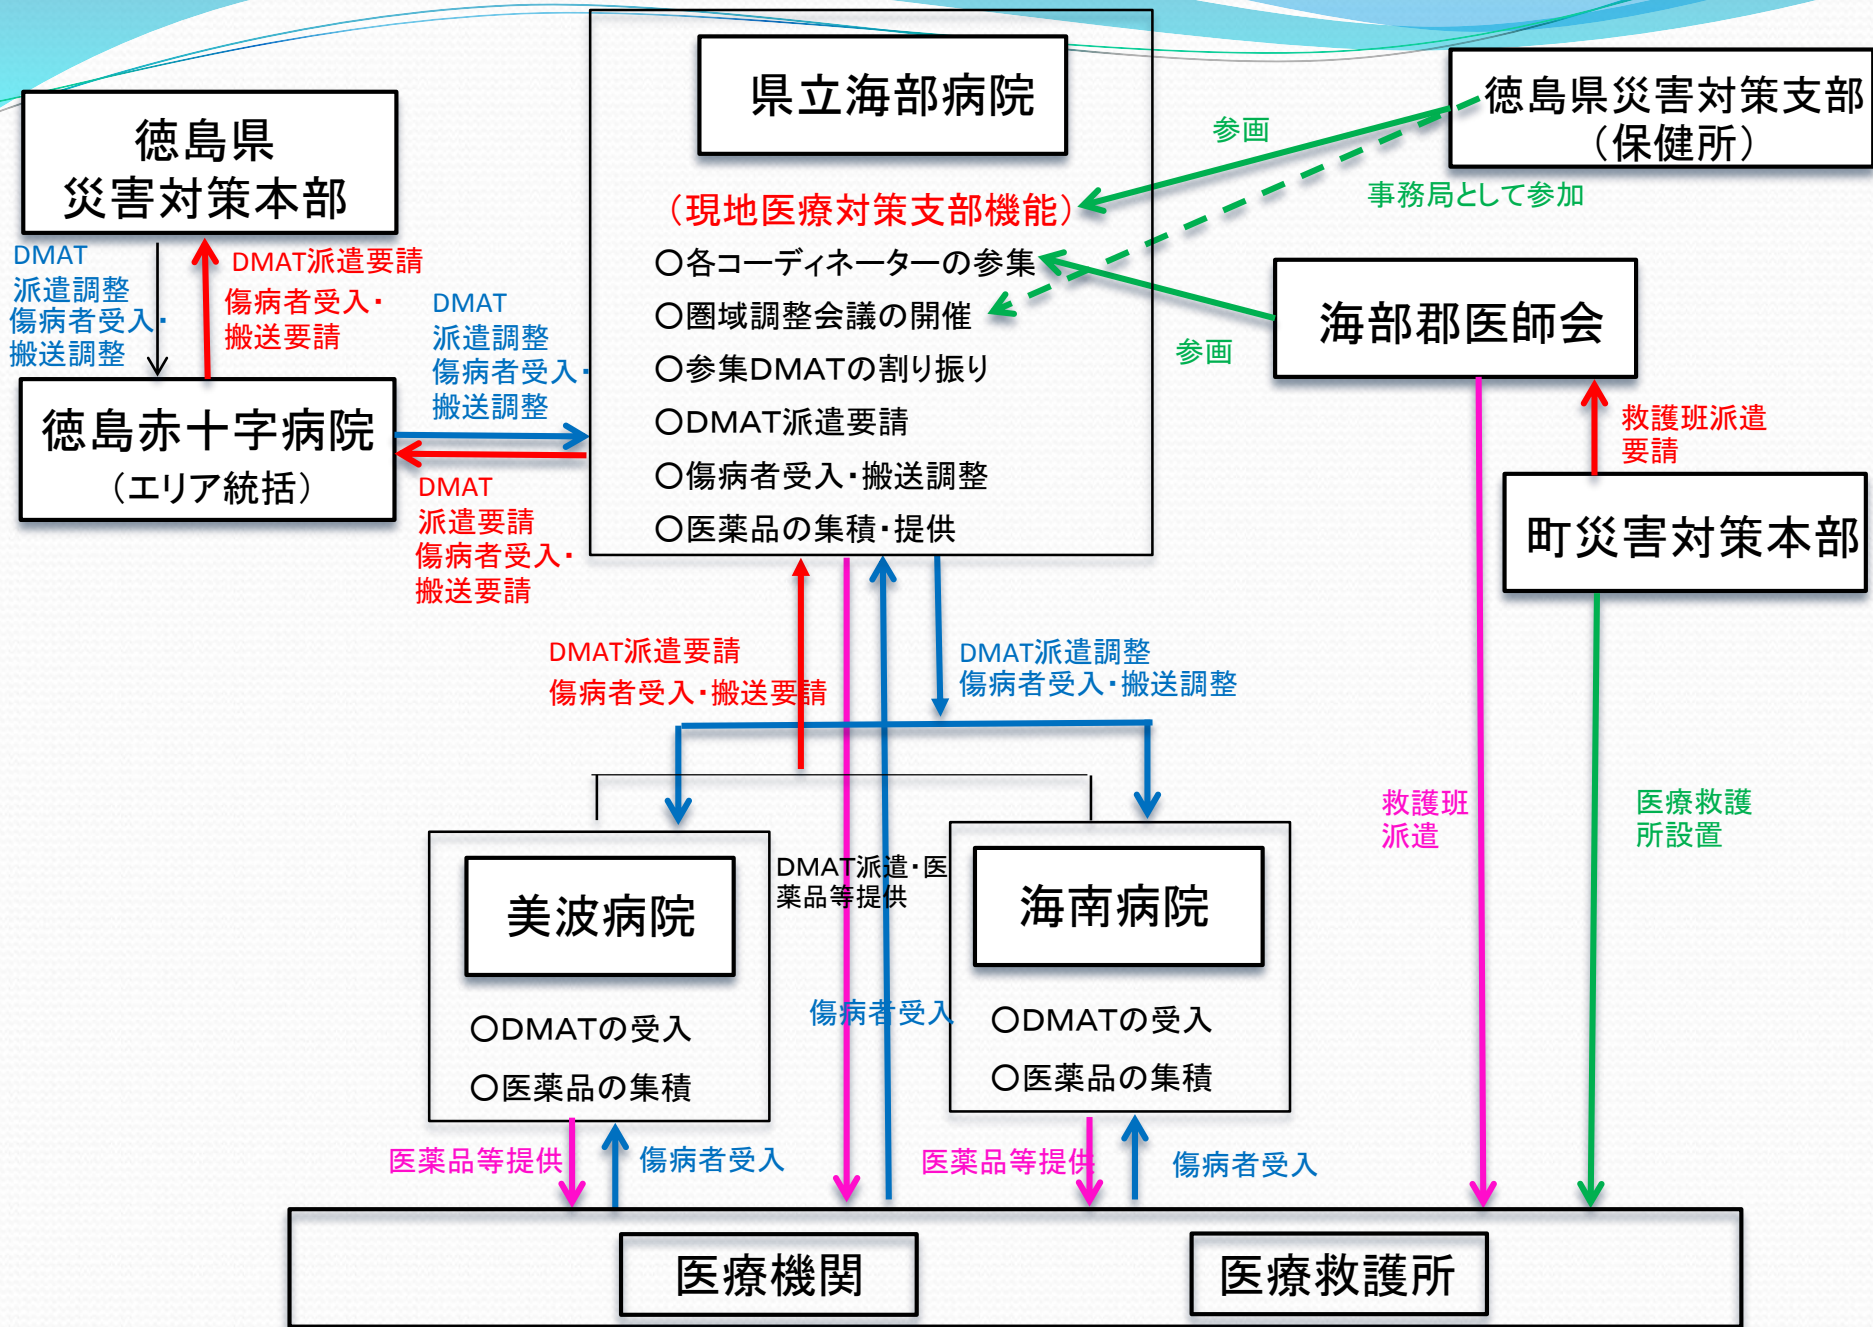 県立海部病院
徳島県災害対策支部
（保健所）
徳島県
災害対策本部
参画
事務局として参加
（現地医療対策支部機能）
○各コーディネーターの参集
○圏域調整会議の開催
○参集DMATの割り振り
○DMAT派遣要請
○傷病者受入・搬送調整
○医薬品の集積・提供
DMAT
派遣調整
傷病者受入・
搬送調整
DMAT派遣要請
傷病者受入・
搬送要請
DMAT
派遣調整
傷病者受入・
搬送調整
海部郡医師会
参画
徳島赤十字病院
（エリア統括）
救護班派遣
要請
DMAT
派遣要請
傷病者受入・
搬送要請
町災害対策本部
DMAT派遣要請
傷病者受入・搬送要請
DMAT派遣調整
傷病者受入・搬送調整
救護班
派遣
医療救護
所設置
美波病院
○DMATの受入
○医薬品の集積
DMAT派遣・医
薬品等提供
傷病者受入
海南病院
○DMATの受入
○医薬品の集積
医薬品等提供
傷病者受入
医薬品等提供
傷病者受入
医療機関
医療救護所